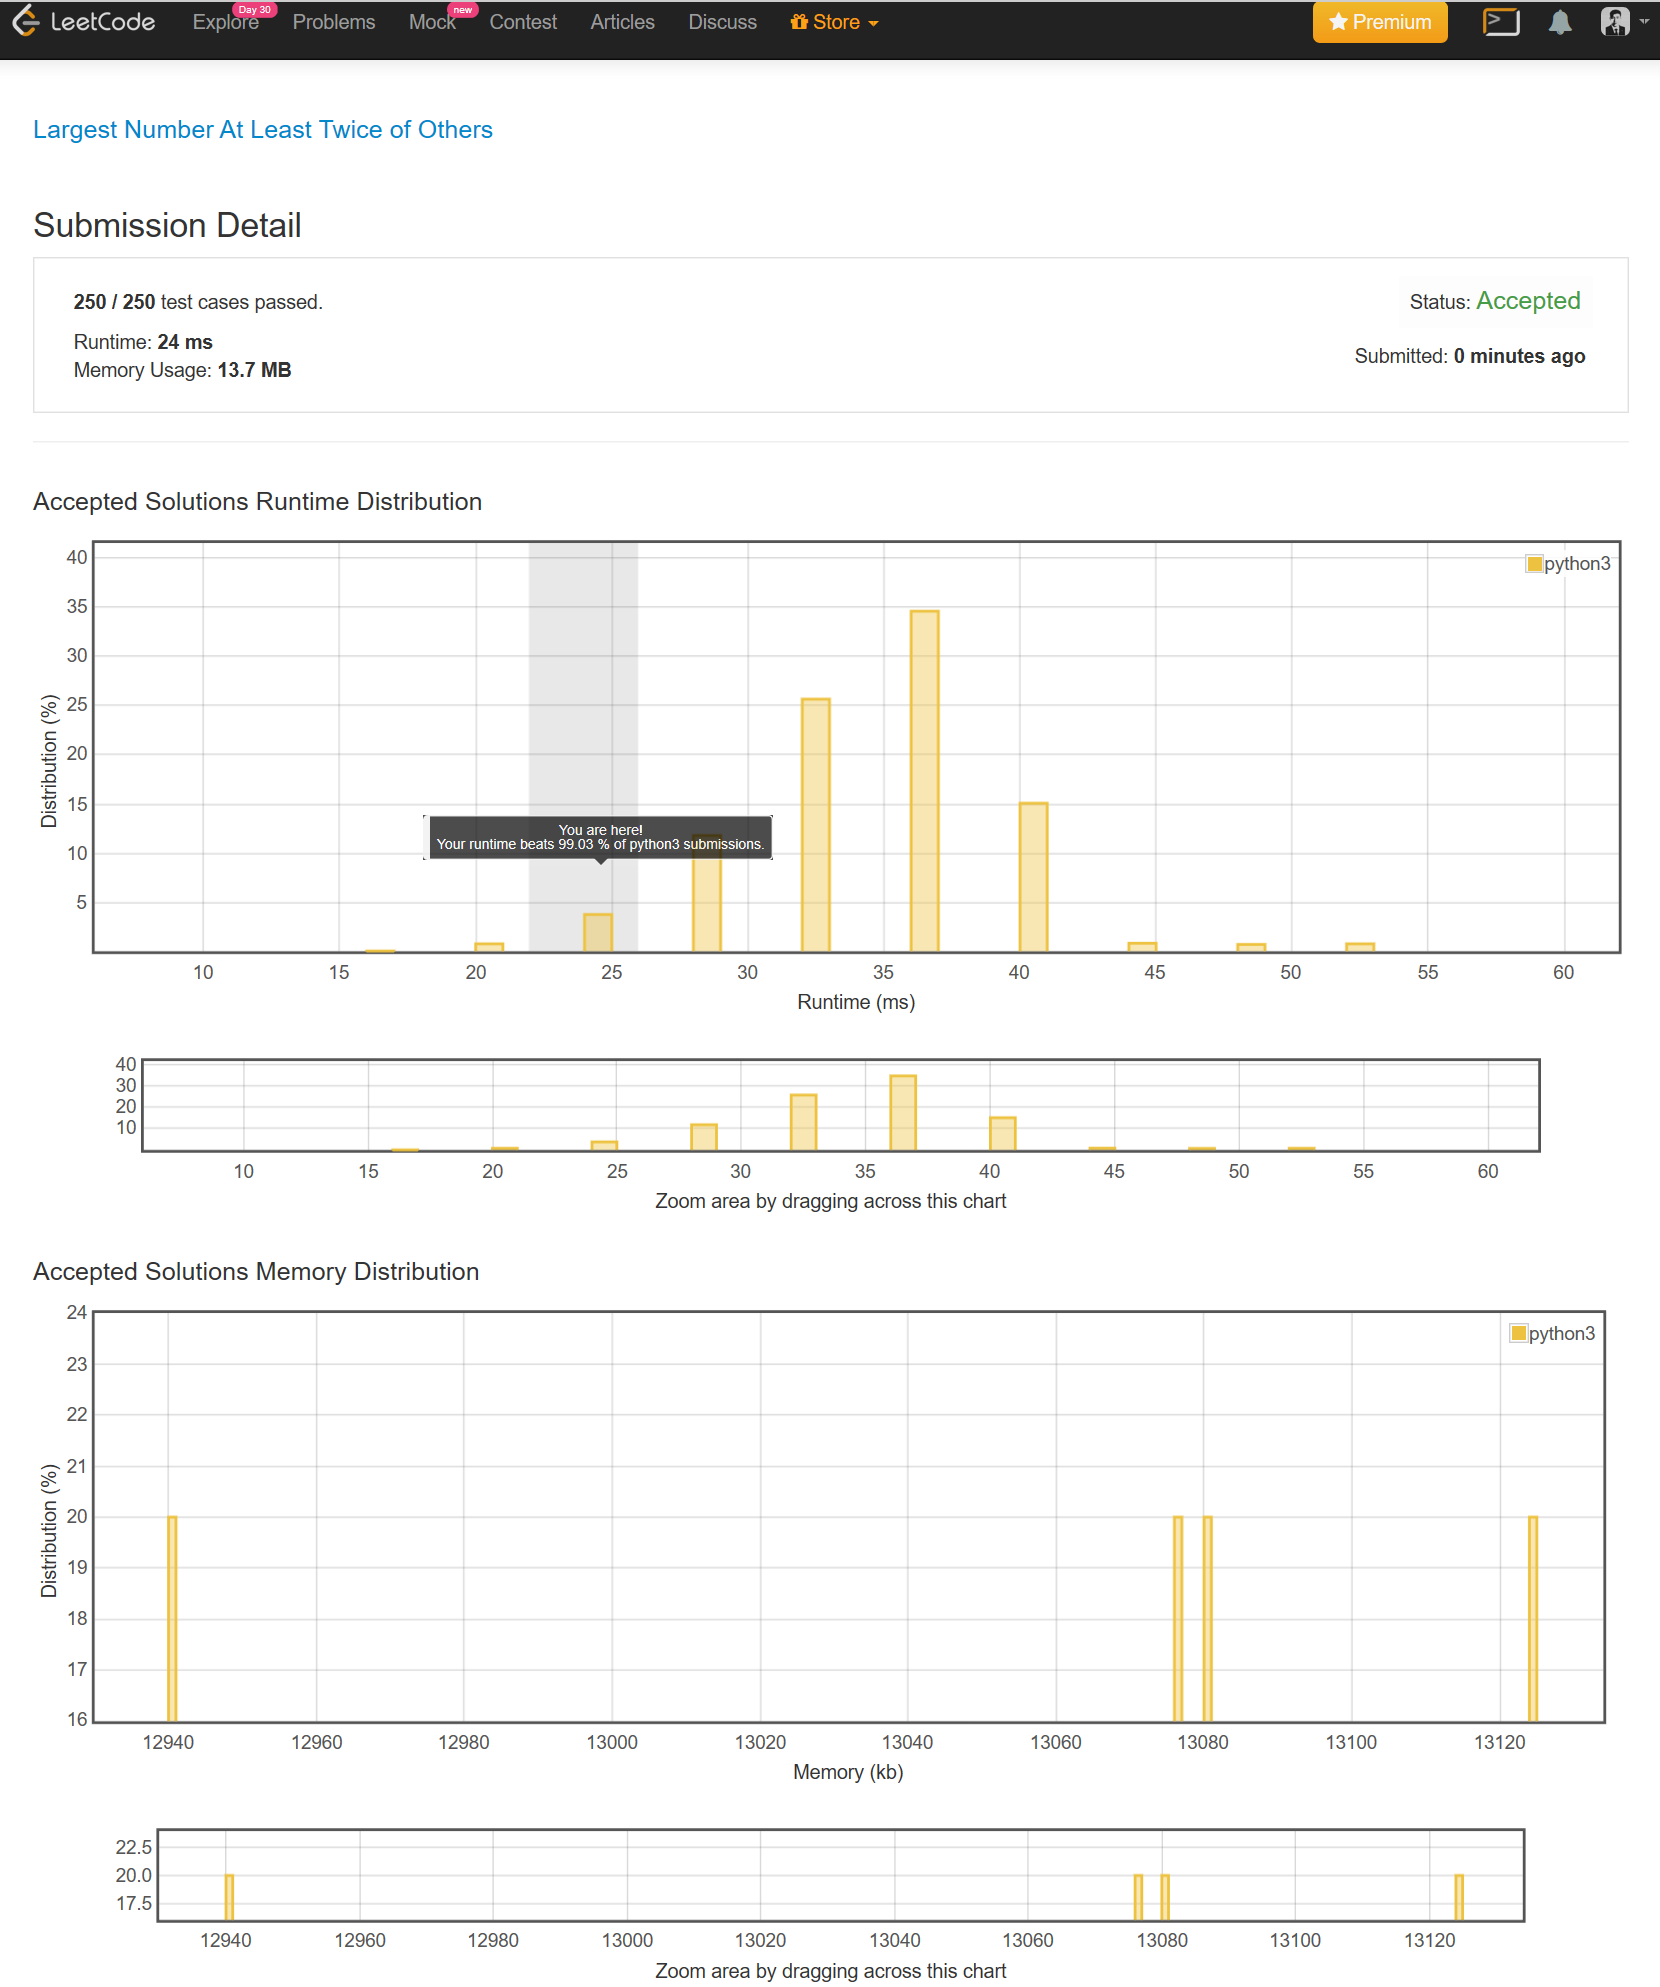 LeetCode Explore Day 30 Problems Mock new Contest Articles Discuss Store Premium
Largest Number At Least Twice of Others
Submission Detail
250 / 250 test cases passed.
Status: Accepted
Runtime: 24 ms
Submitted: 0 minutes ago
Memory Usage: 13.7 MB
Accepted Solutions Runtime Distribution
40
python3
35
30
25
20
15
10
5
Distribution (%)
You are here!
Your runtime beats 99.03 % of python3 submissions.
10 15 20 25 30 35 40 45 50 55 60
Runtime (ms)
40
30
20
10
10 15 20 25 30 35 40 45 50 55 60
Zoom area by dragging across this chart
Accepted Solutions Memory Distribution
24
python3
23
22
21
20
19
18
17
16
Distribution (%)
12940 12960 12980 13000 13020 13040 13060 13080 13100 13120
Memory (kb)
22.5
20.0
17.5
12940 12960 12980 13000 13020 13040 13060 13080 13100 13120
Zoom area by dragging across this chart